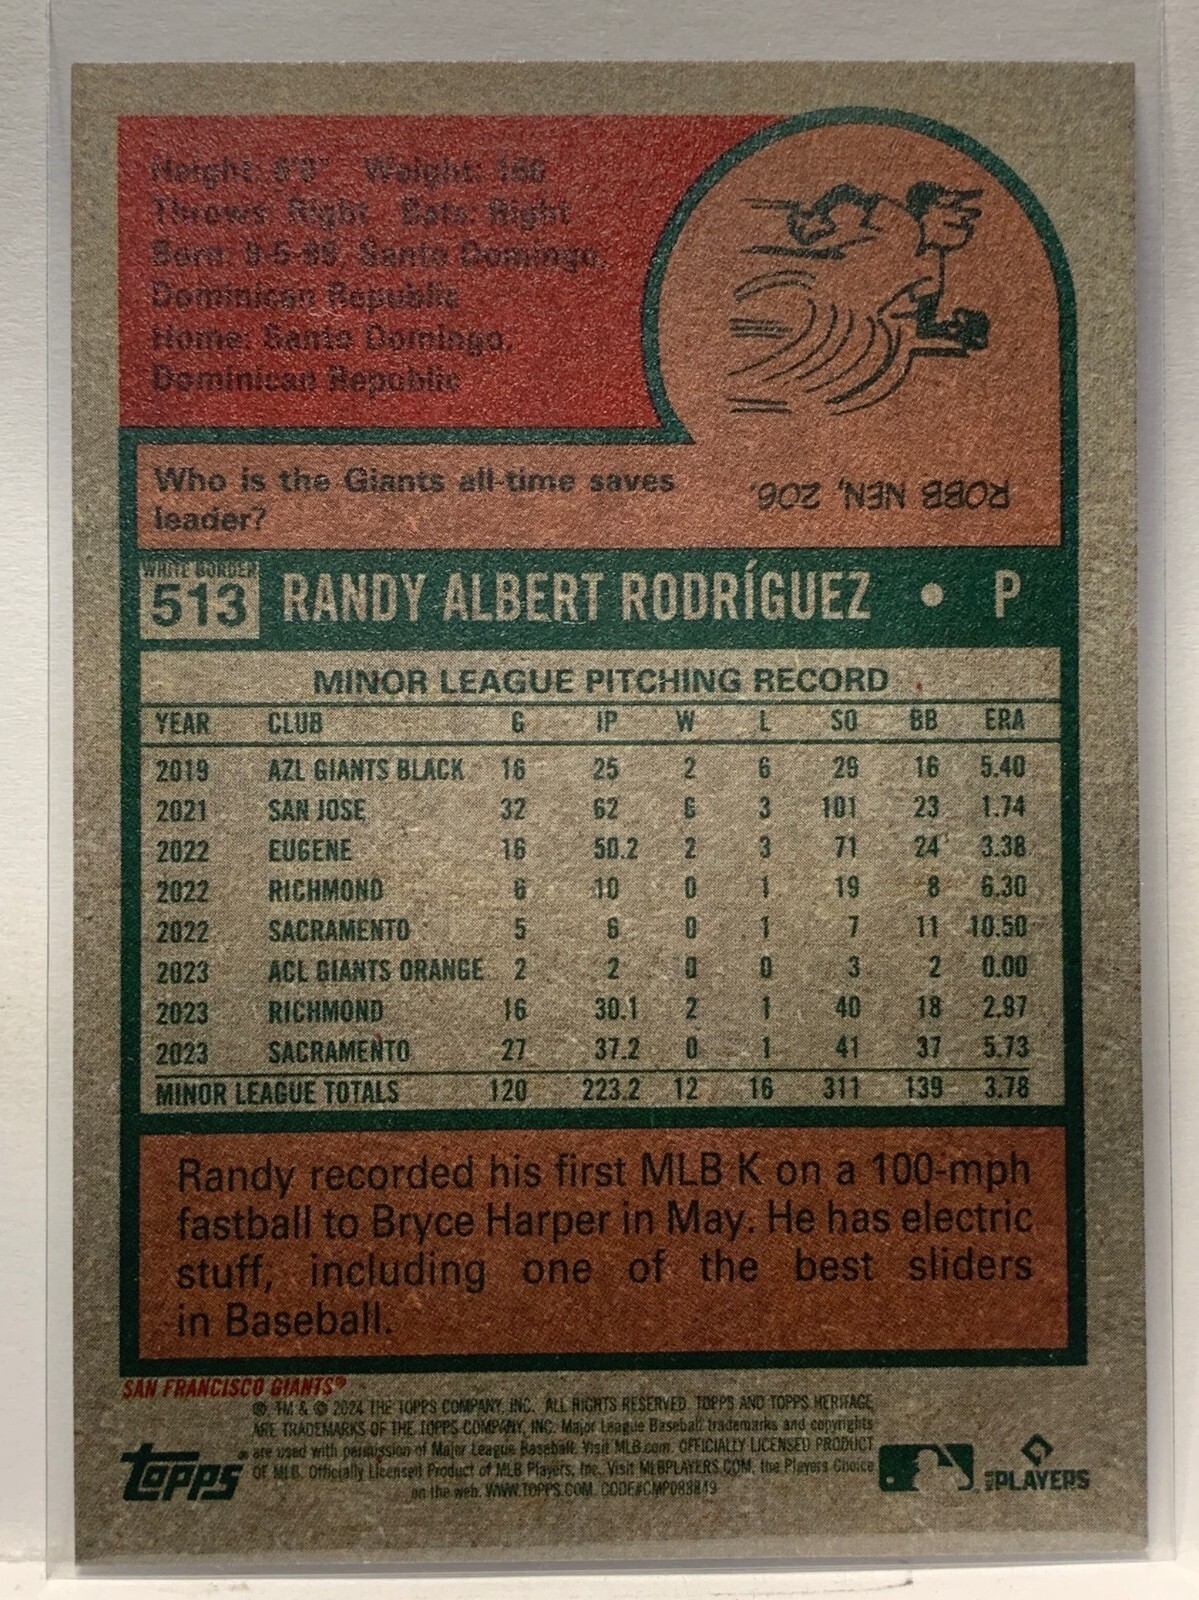 Height: 6'0" Weight: 166
Throws: Right Bats: Right
Born: 9-5-99, Santo Domingo,
Dominican Republic
Home: Santo Domingo,
Dominican Republic
Who is the Giants all-time saves
leader?
ROBB NEN, 206.
WHITE BORDER
513
RANDY ALBERT RODRÍGUEZ • P
MINOR LEAGUE PITCHING RECORD
YEAR CLUB G IP W L SO BB ERA
2019 AZL GIANTS BLACK 16 25 2 6 29 16 5.40
2021 SAN JOSE 32 62 6 3 101 23 1.74
2022 EUGENE 16 50.2 2 3 71 24 3.38
2022 RICHMOND 6 10 0 1 19 8 6.30
2022 SACRAMENTO 5 6 0 1 7 11 10.50
2023 ACL GIANTS ORANGE 2 2 0 0 3 2 0.00
2023 RICHMOND 16 30.1 2 1 40 18 2.97
2023 SACRAMENTO 27 37.2 0 1 41 37 5.73
MINOR LEAGUE TOTALS 120 223.2 12 16 311 139 3.78
Randy recorded his first MLB K on a 100-mph
fastball to Bryce Harper in May. He has electric
stuff, including one of the best sliders
in Baseball.
SAN FRANCISCO GIANTS®
®, TM & © 2024 THE TOPPS COMPANY, INC. ALL RIGHTS RESERVED. TOPPS AND TOPPS HERITAGE
ARE TRADEMARKS OF THE TOPPS COMPANY, INC. Major League Baseball trademarks and copyrights
are used with permission of Major League Baseball. Visit MLB.com. OFFICIALLY LICENSED PRODUCT
OF MLB. Officially Licensed Product of MLB Players, Inc. Visit MLBPLAYERS.COM, the Players Choice
on the web. WWW.TOPPS.COM. CODE#CMP083849
topps®
MLB PLAYERS